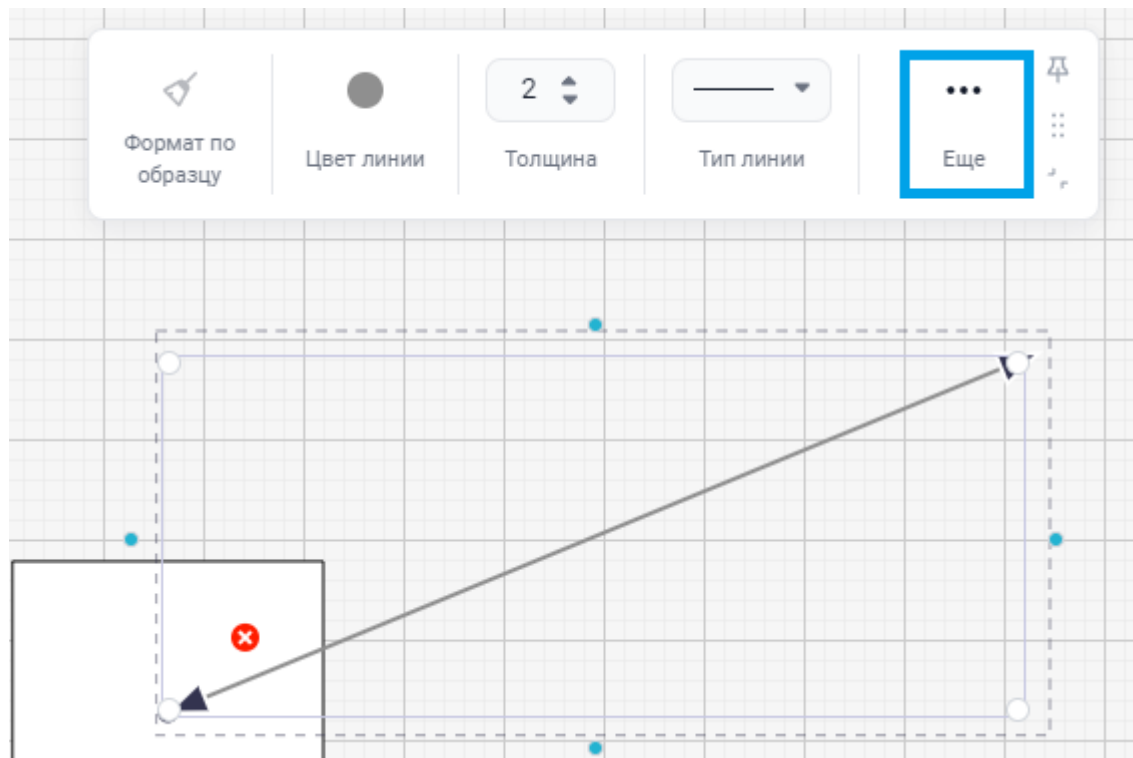 Формат по
образцу
Цвет линии
2
Толщина
Тип линии
Еще